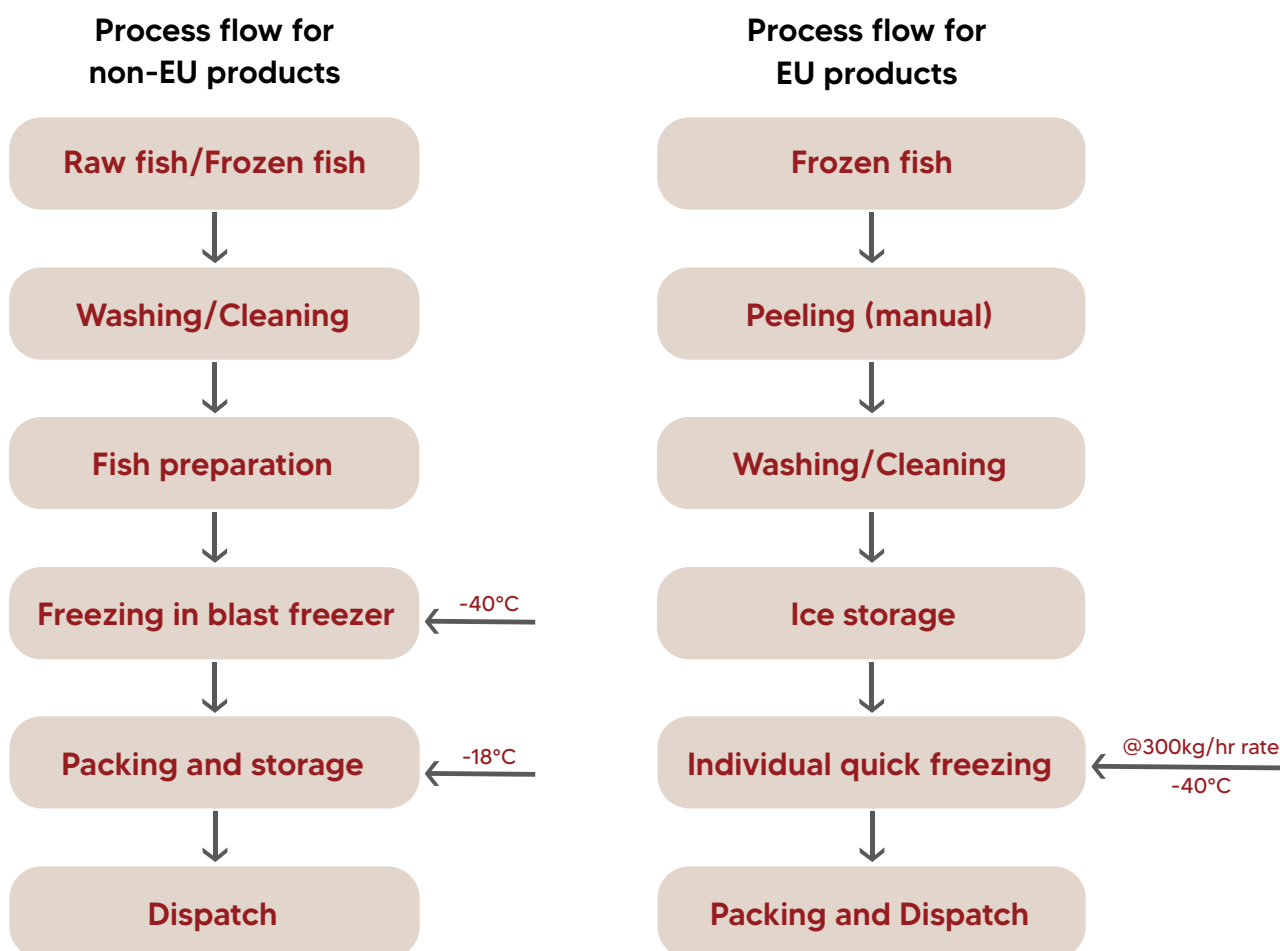 Process flow for
non-EU products
Raw fish/Frozen fish
Washing/Cleaning
Fish preparation
Freezing in blast freezer
-40°C
Packing and storage
-18°C
Dispatch
Process flow for
EU products
Frozen fish
Peeling (manual)
Washing/Cleaning
Ice storage
Individual quick freezing
@300kg/hr rate
-40°C
Packing and Dispatch